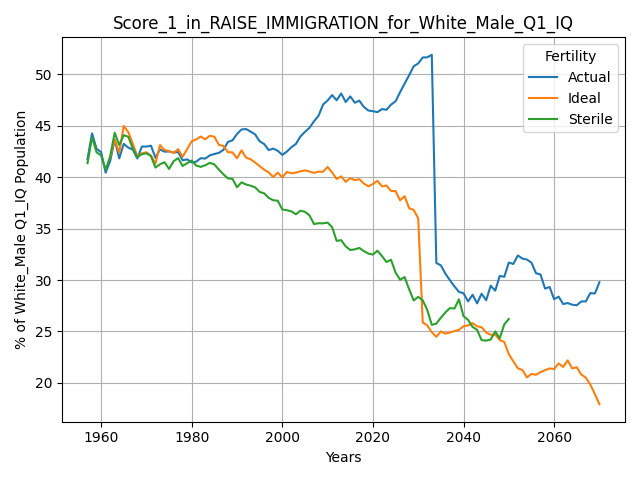 Score_1_in_RAISE_IMMIGRATION_for_White_Male_Q1_IQ
Fertility
Actual
Ideal
Sterile
% of White_Male Q1_IQ Population
50
45
40
35
30
25
20
1960
1980
2000
2020
2040
2060
Years